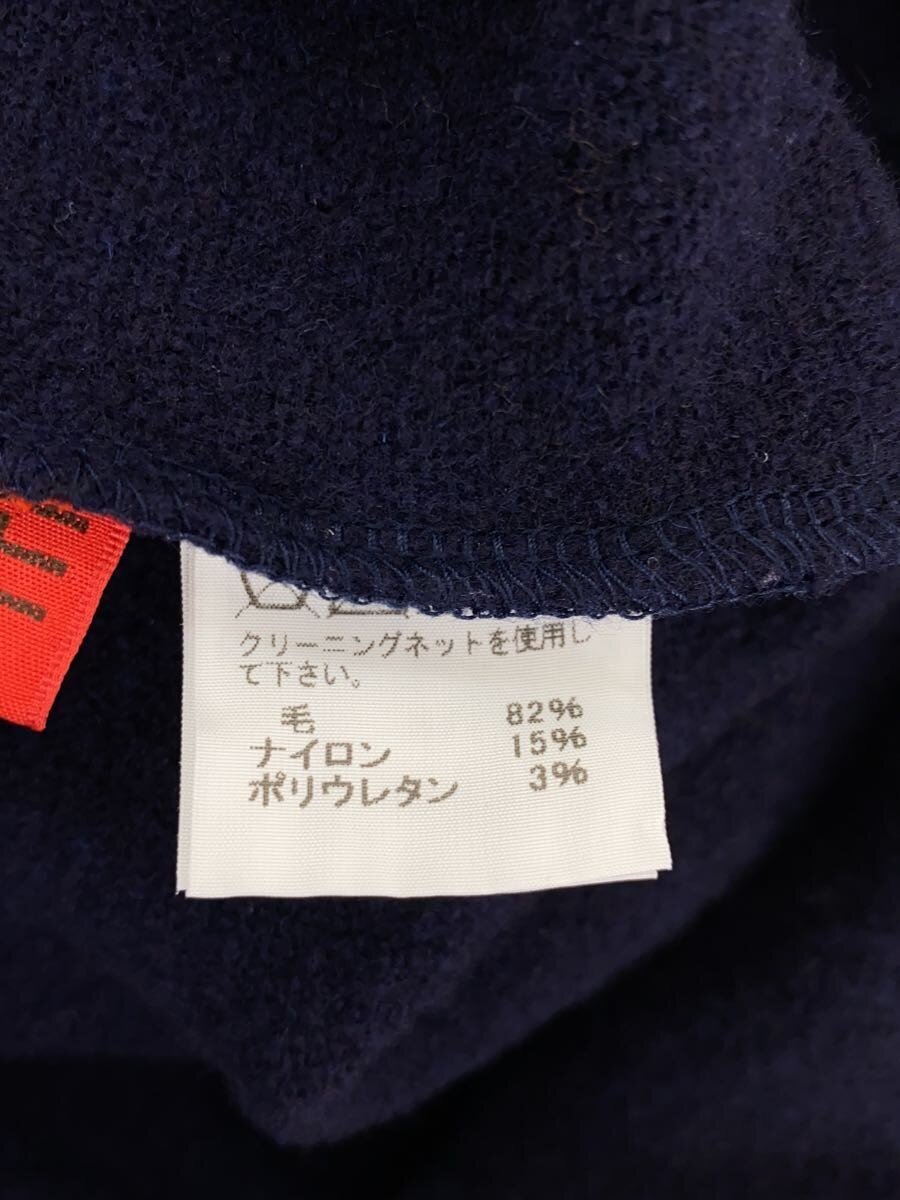 クリーニングネットを使用し
て下さい。
毛 82%
ナイロン 15%
ポリウレタン 3%